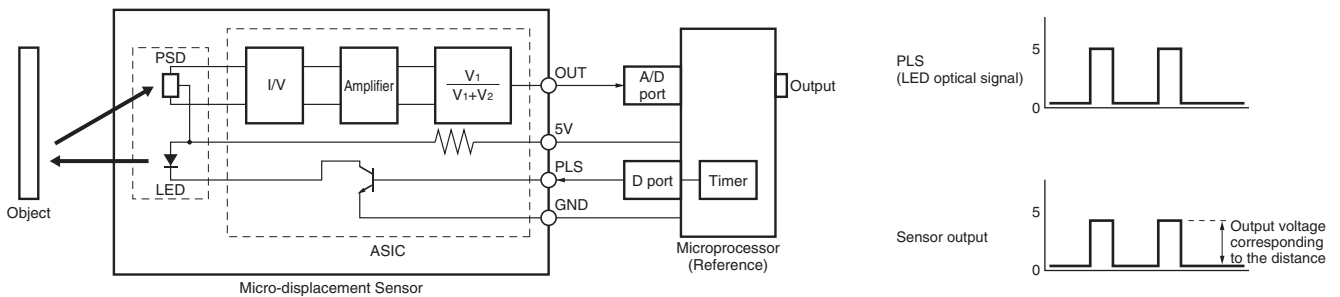 PSD
I/V
Amplifier
V1
V1+V2
OUT
A/D
port
Output
5V
PLS
D port
Timer
GND
LED
Object
ASIC
Microprocessor
(Reference)
Micro-displacement Sensor
PLS
(LED optical signal)
5
0
Sensor output
5
0
Output voltage
corresponding
to the distance